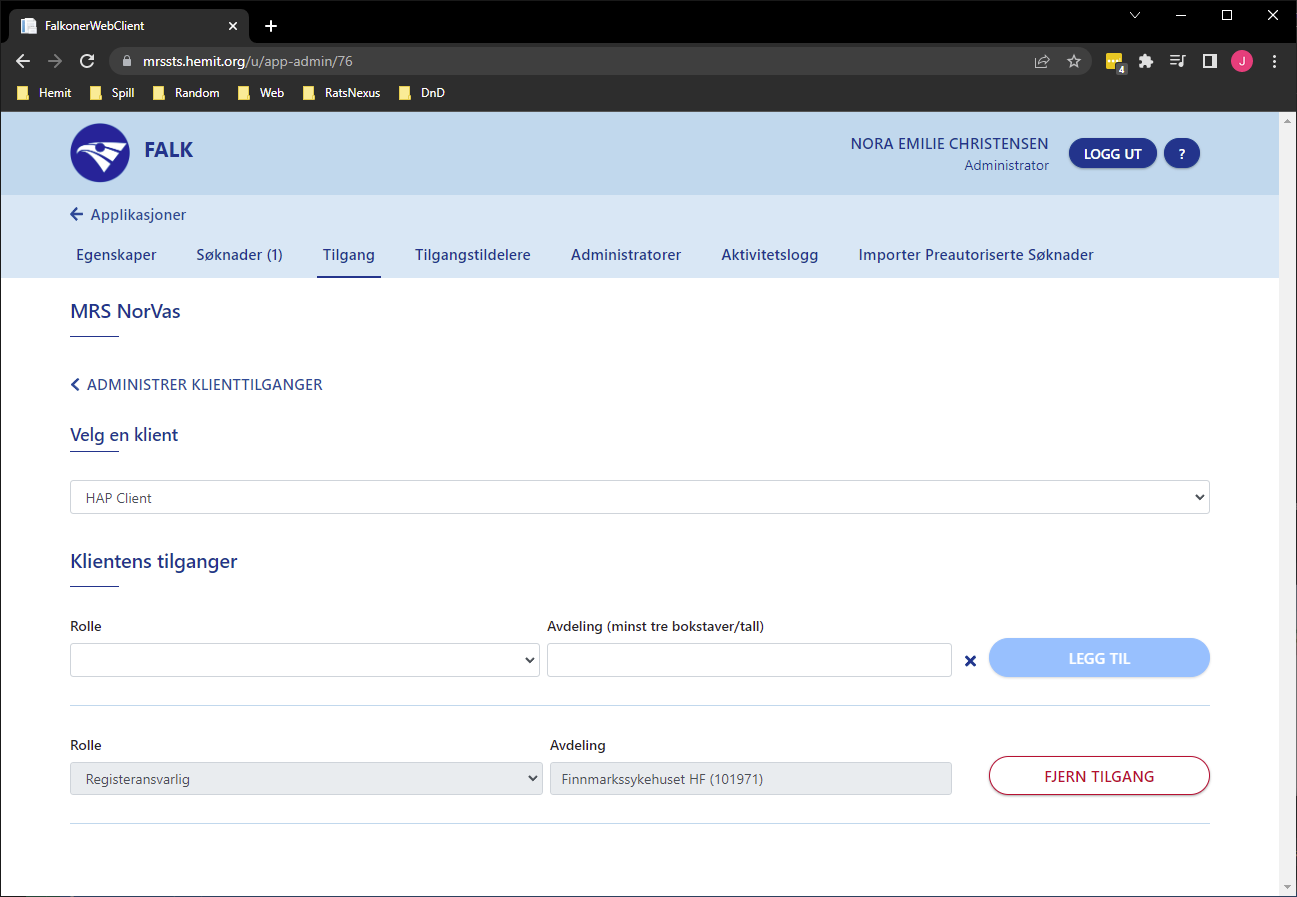 FalkonerWebClient
mrssts.hemit.org/u/app-admin/76
4
J
Hemit Spill Random Web RatsNexus DnD
FALK
NORA EMILIE CHRISTENSEN
Administrator
LOGG UT
?
Applikasjoner
Egenskaper Søknader (1) Tilgang Tilgangstildelere Administratorer Aktivitetslogg Importer Preautoriserte Søknader
MRS NorVas
ADMINISTRER KLIENTTILGANGER
Velg en klient
HAP Client
Klientens tilganger
Rolle Avdeling (minst tre bokstaver/tall)
LEGG TIL
Rolle Avdeling
Registeransvarlig Finnmarkssykehuset HF (101971) FJERN TILGANG